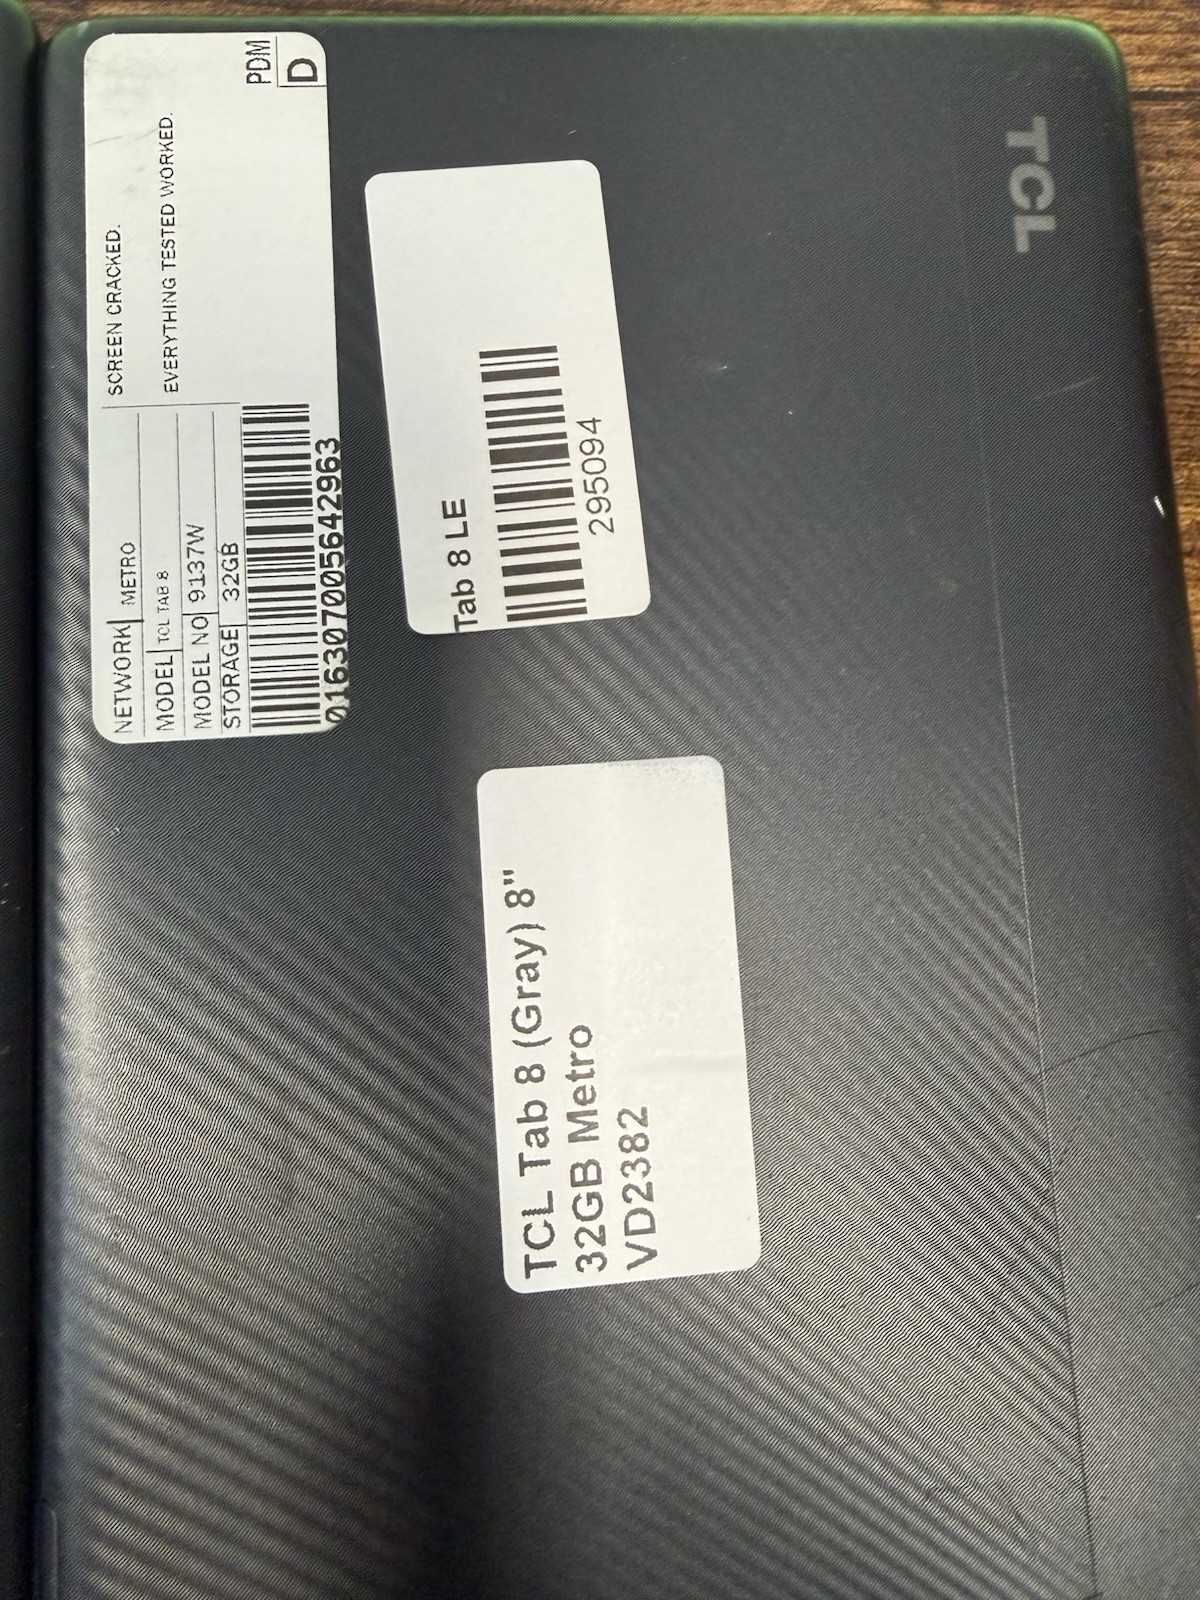 NETWORK METRO
MODEL TCL TAB 8
MODEL NO 9137W
STORAGE 32GB
016307005642963
SCREEN CRACKED.
EVERYTHING TESTED WORKED.
PDM
D
Tab 8 LE
295094
TCL Tab 8 (Gray) 8"
32GB Metro
VD2382
TCL